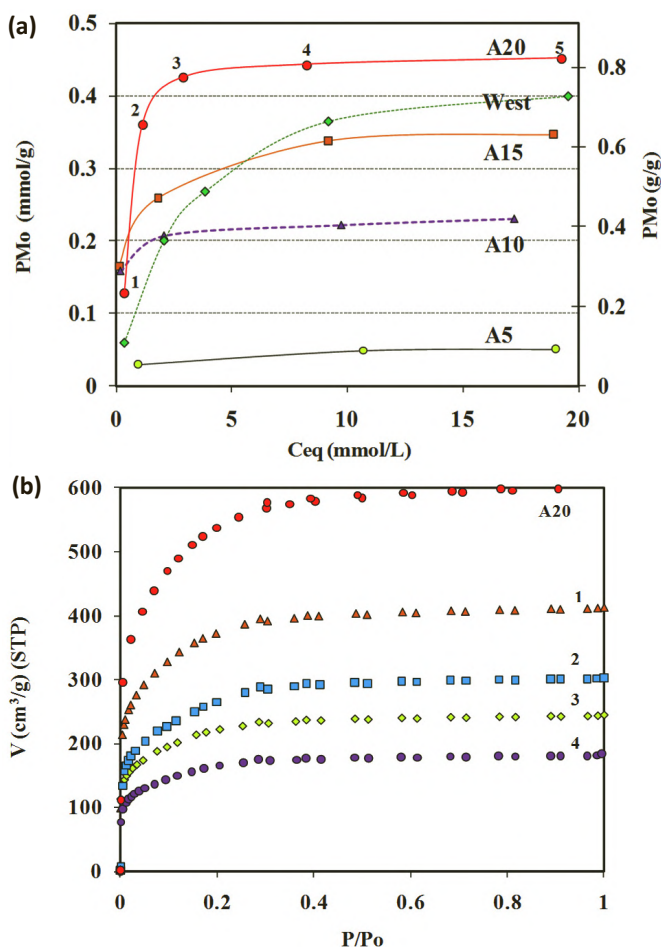 (a)
0.5
0.4
0.3
0.2
0.1
0
PMo (mmol/g)
3
4
5
A20
2
West
A15
1
A10
A5
0.8
0.6
0.4
0.2
0
PMo (g/g)
0 5 10 15 20
Ceq (mmol/L)
(b)
600
400
300
200
100
0
V (cm³/g) (STP)
A20
1
2
3
4
0 0.2 0.4 0.6 0.8 1
P/Po